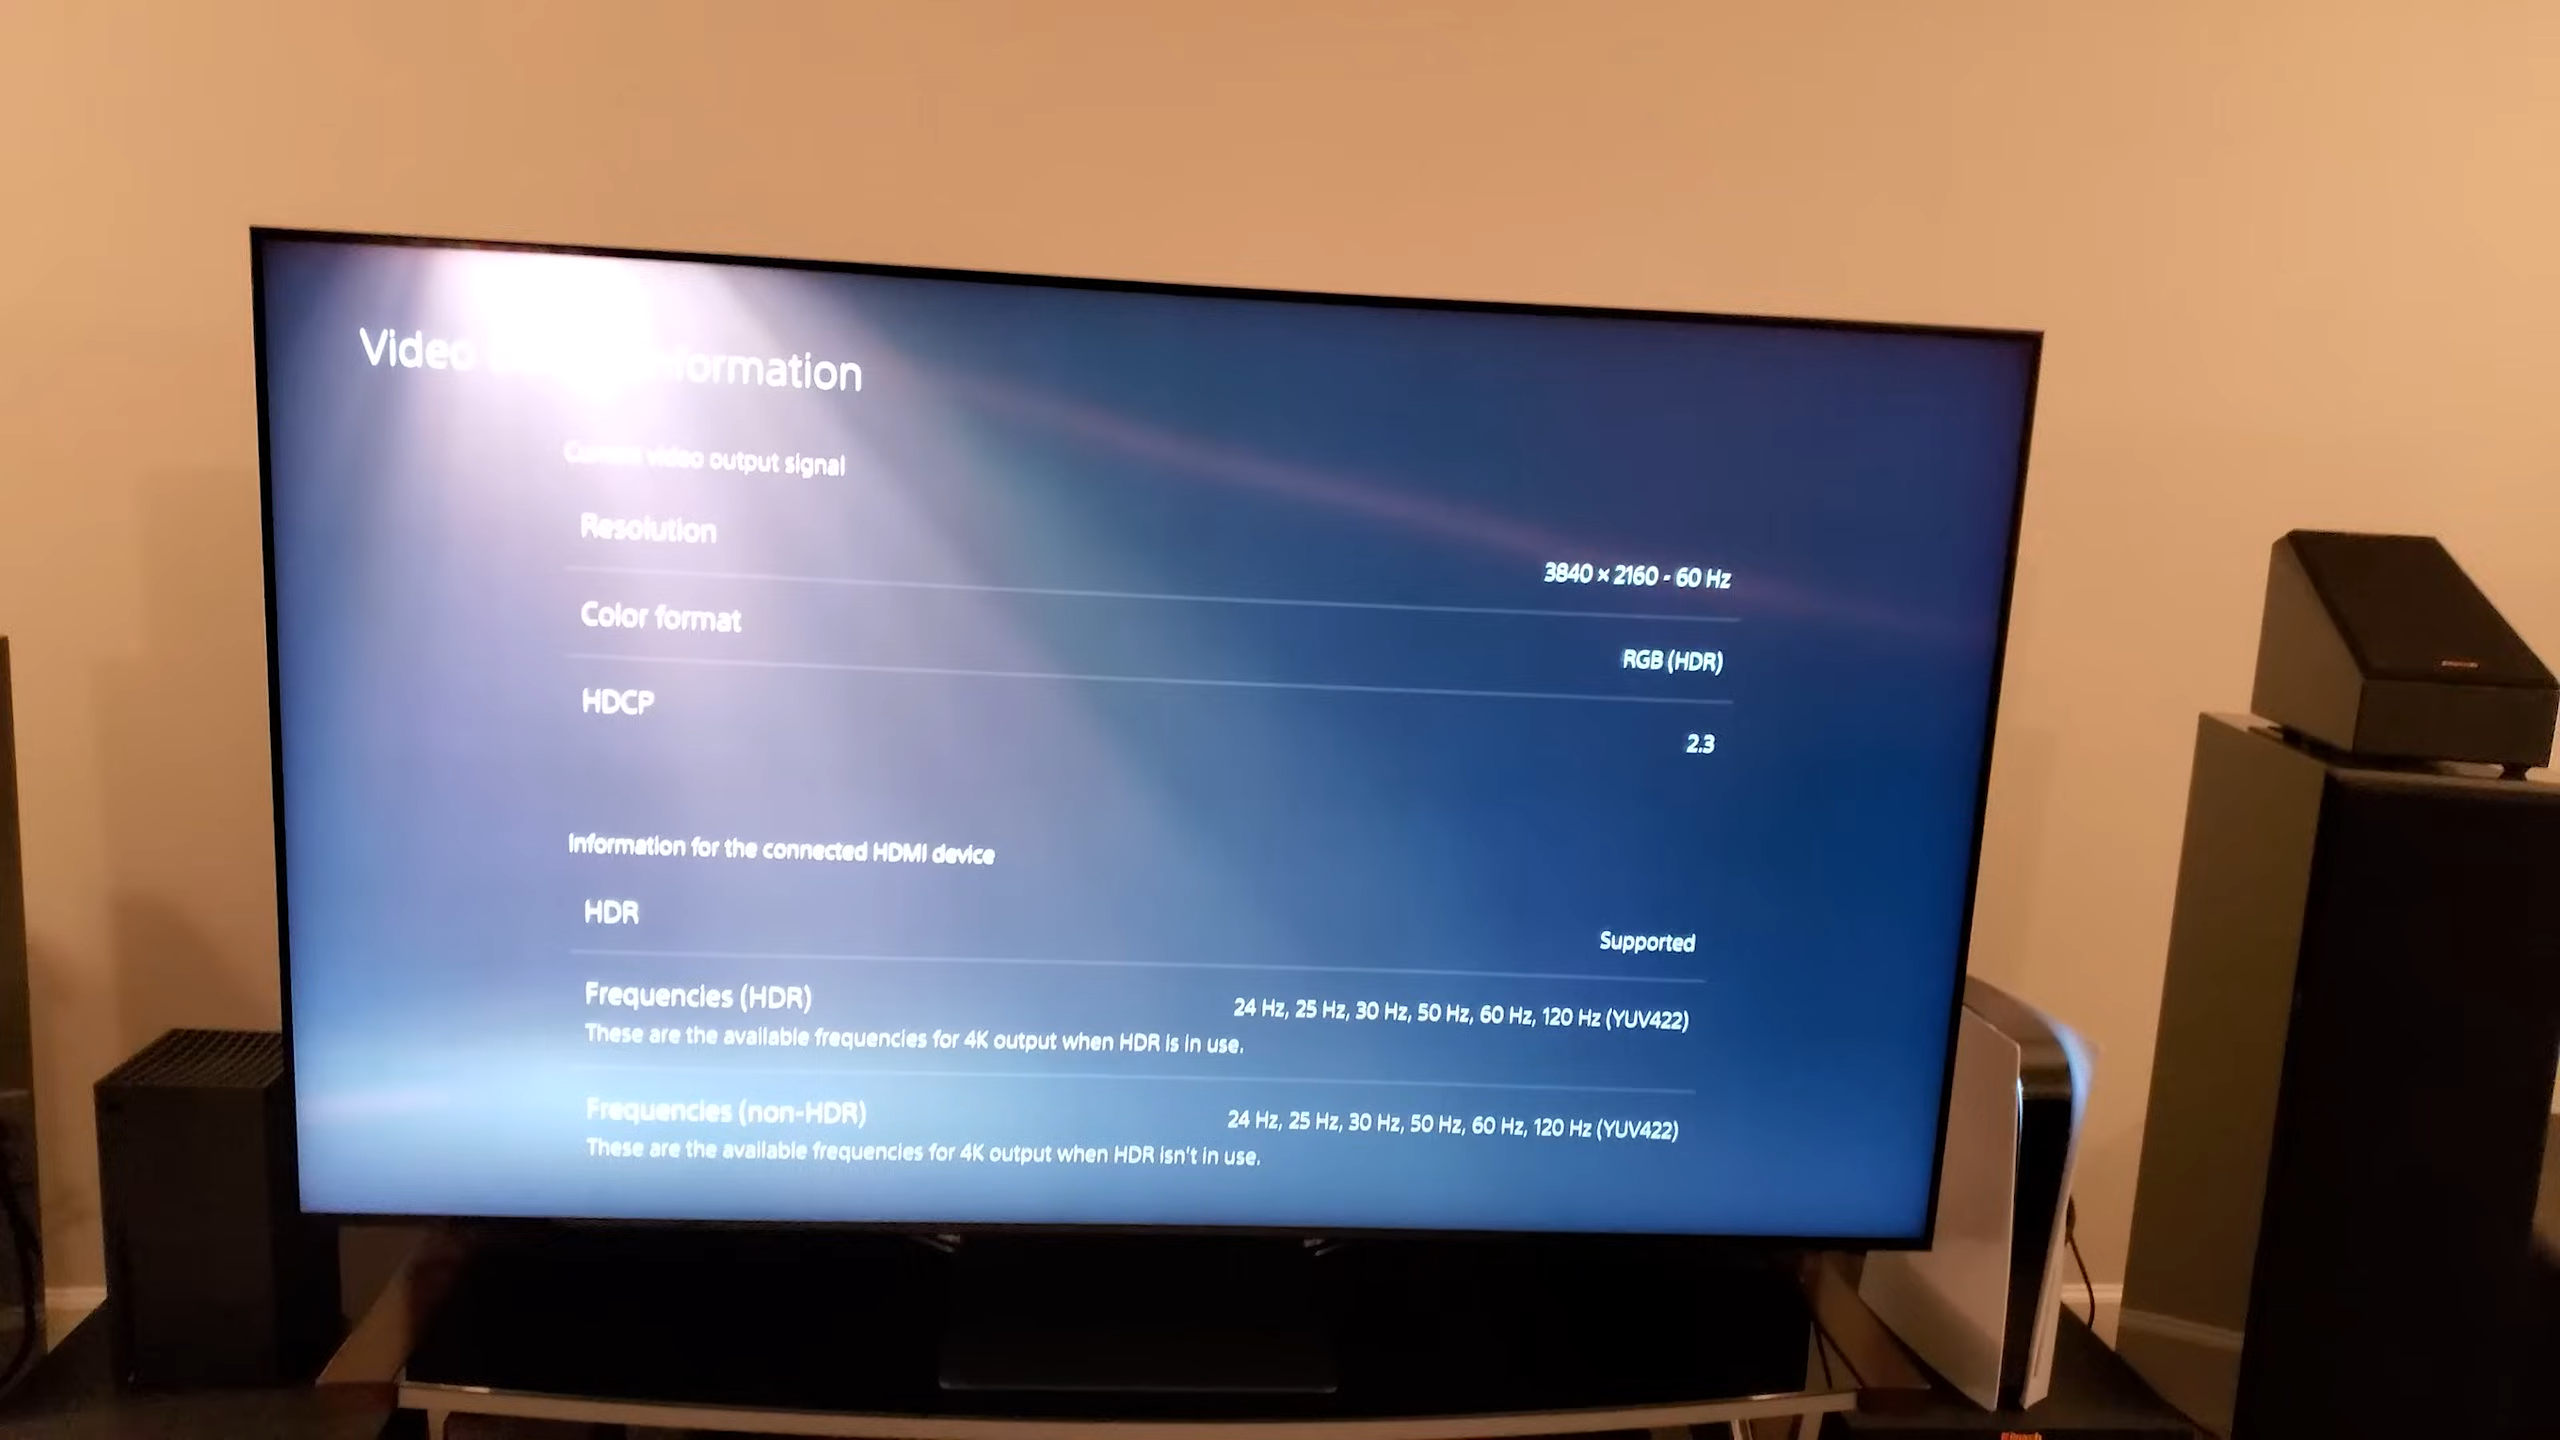 Video Information
Current video output signal
Resolution
3840 x 2160 - 60 Hz
Color format
RGB (HDR)
HDCP
2.3
Information for the connected HDMI device
HDR
Supported
Frequencies (HDR)
24 Hz, 25 Hz, 30 Hz, 50 Hz, 60 Hz, 120 Hz (YUV422)
These are the available frequencies for 4K output when HDR is in use.
Frequencies (non-HDR)
24 Hz, 25 Hz, 30 Hz, 50 Hz, 60 Hz, 120 Hz (YUV422)
These are the available frequencies for 4K output when HDR isn't in use.